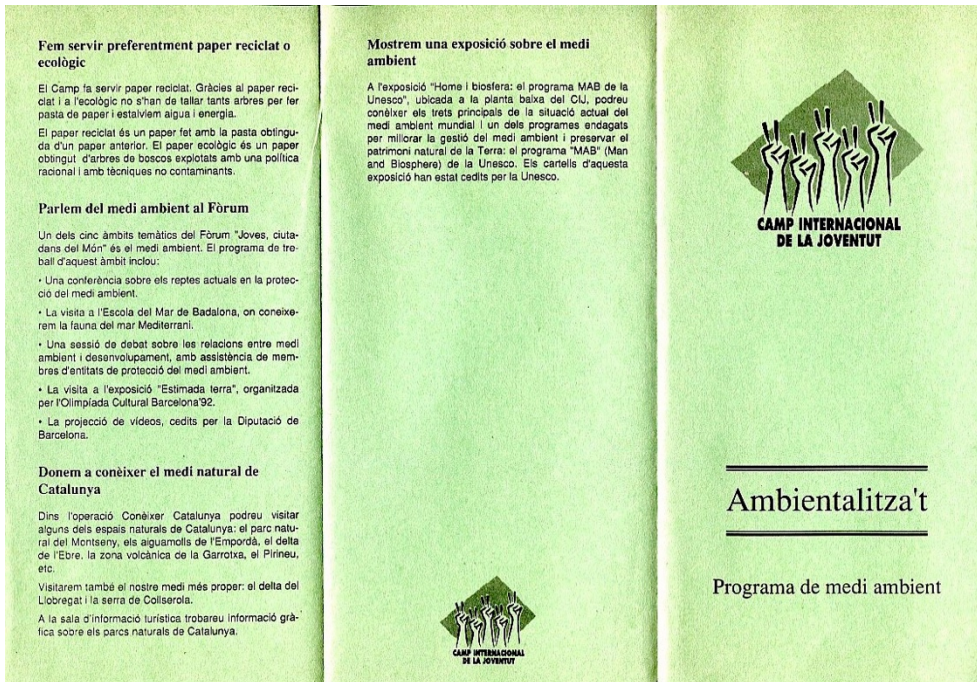 Fem servir preferentment paper reciclat o
ecològic
El Camp fa servir paper reciclat. Gràcies al paper reci-
clat i a l'ecològic no s'han de tallar tants arbres per fer
pasta de paper i estalviem aigua i energia.
El paper reciclat és un paper fet amb la pasta obtingu-
da d'un paper anterior. El paper ecològic és un paper
obtingut d'arbres de boscos explotats amb una política
racional i amb tècniques no contaminants.
Parlem del medi ambient al Fòrum
Un dels cinc àmbits temàtics del Fòrum "Joves, ciuta-
dans del Món" és el medi ambient. El programa de tre-
ball d'aquest àmbit inclou:
• Una conferència sobre els reptes actuals en la protec-
ció del medi ambient.
• La visita a l'Escola del Mar de Badalona, on coneixe-
rem la fauna del mar Mediterrani.
• Una sessió de debat sobre les relacions entre medi
ambient i desenvolupament, amb assistència de mem-
bres d'entitats de protecció del medi ambient.
• La visita a l'exposició "Estimada terra", organitzada
per l'Olimpíada Cultural Barcelona'92.
• La projecció de vídeos, cedits per la Diputació de
Barcelona.
Donem a conèixer el medi natural de
Catalunya
Dins l'operació Conèixer Catalunya podreu visitar
alguns dels espais naturals de Catalunya: el parc natu-
ral del Montseny, els aiguamolls de l'Empordà, el delta
de l'Ebre, la zona volcànica de la Garrotxa, el Pirineu,
etc.
Visitarem també el nostre medi més proper: el delta del
Llobregat i la serra de Collserola.
A la sala d'informació turística trobareu informació grà-
fica sobre els parcs naturals de Catalunya.
Mostrem una exposició sobre el medi
ambient
A l'exposició "Home i biosfera: el programa MAB de la
Unesco", ubicada a la planta baixa del CIJ, podreu
conèixer els trets principals de la situació actual del
medi ambient mundial i un dels programes endagats
per millorar la gestió del medi ambient i preservar el
patrimoni natural de la Terra: el programa "MAB" (Man
and Biosphere) de la Unesco. Els cartells d'aquesta
exposició han estat cedits per la Unesco.
CAMP INTERNACIONAL
DE LA JOVENTUT
CAMP INTERNACIONAL
DE LA JOVENTUT
Ambientalitza't
Programa de medi ambient